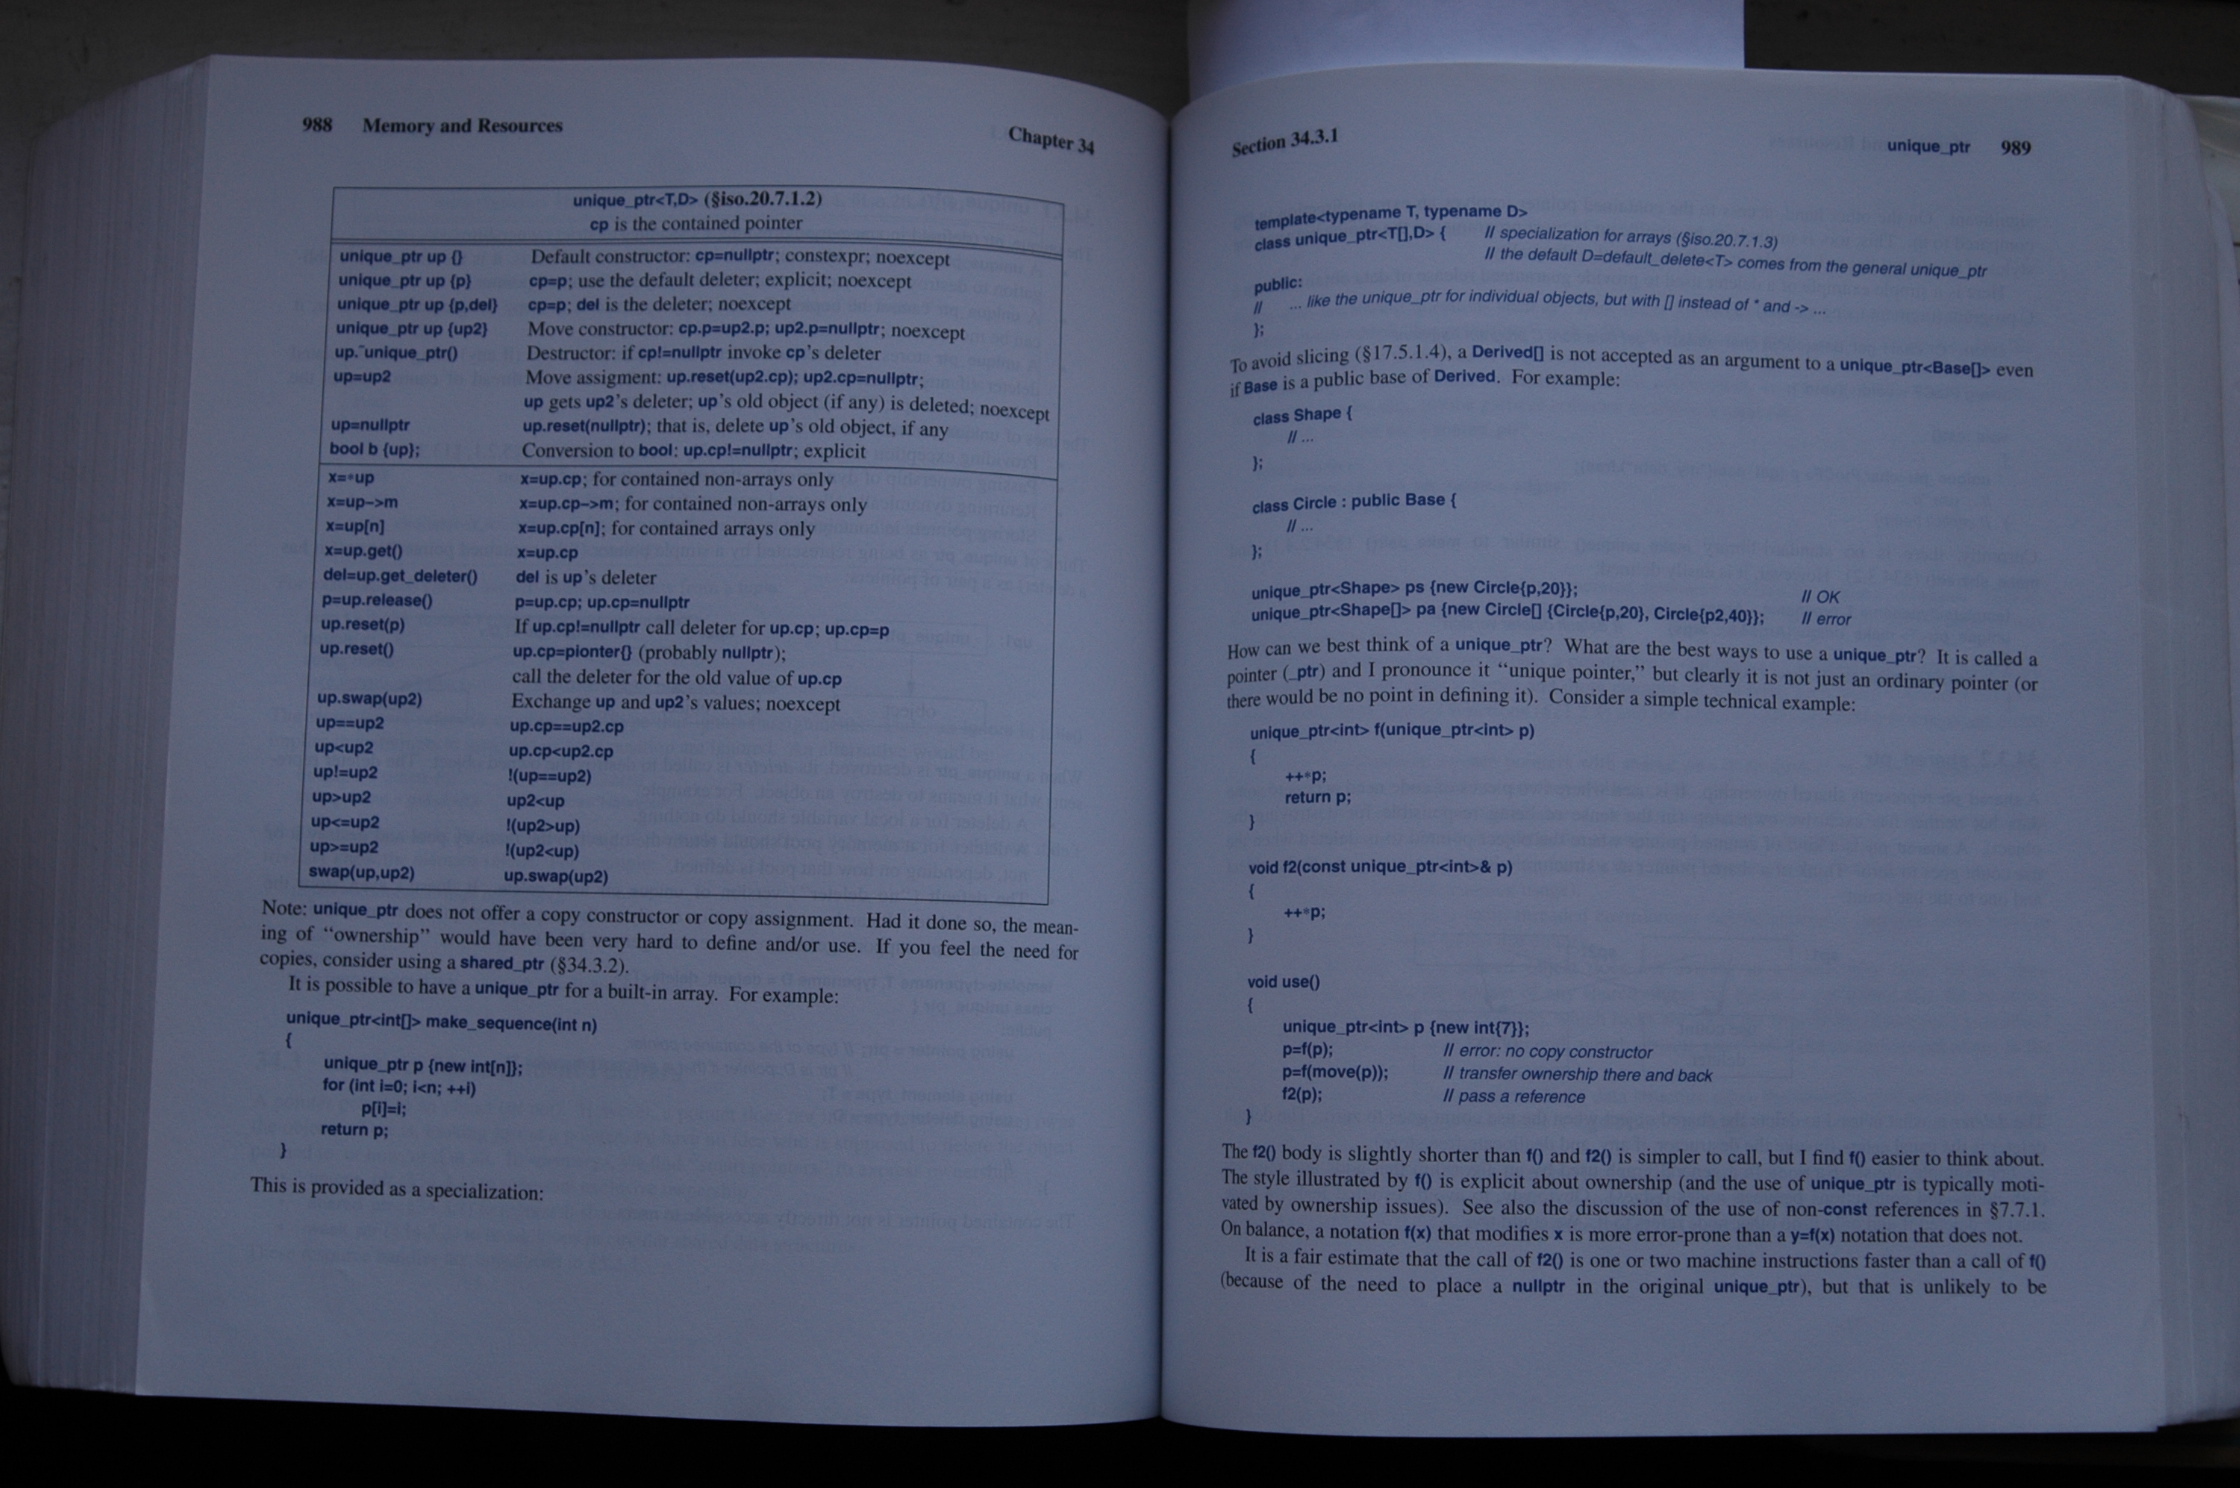 988 Memory and Resources Chapter 34
unique_ptr<T,D> (§iso.20.7.1.2)
cp is the contained pointer
unique_ptr up {} Default constructor: cp=nullptr; constexpr; noexcept
unique_ptr up {p} cp=p; use the default deleter; explicit; noexcept
unique_ptr up {p,del} cp=p; del is the deleter; noexcept
unique_ptr up {up2} Move constructor: cp.p=up2.p; up2.p=nullptr; noexcept
up.~unique_ptr() Destructor: if cp!=nullptr invoke cp's deleter
up=up2 Move assigment: up.reset(up2.cp); up2.cp=nullptr;
up gets up2's deleter; up's old object (if any) is deleted; noexcept
up=nullptr up.reset(nullptr); that is, delete up's old object, if any
bool b {up}; Conversion to bool: up.cp!=nullptr; explicit
x=*up x=up.cp; for contained non-arrays only
x=up->m x=up.cp->m; for contained non-arrays only
x=up[n] x=up.cp[n]; for contained arrays only
x=up.get() x=up.cp
del=up.get_deleter() del is up's deleter
p=up.release() p=up.cp; up.cp=nullptr
up.reset(p) If up.cp!=nullptr call deleter for up.cp; up.cp=p
up.reset() up.cp=pionter{} (probably nullptr);
call the deleter for the old value of up.cp
up.swap(up2) Exchange up and up2's values; noexcept
up==up2 up.cp==up2.cp
up<up2 up.cp<up2.cp
up!=up2 !(up==up2)
up>up2 up2<up
up<=up2 !(up2>up)
up>=up2 !(up2<up)
swap(up,up2) up.swap(up2)
Note: unique_ptr does not offer a copy constructor or copy assignment. Had it done so, the mean-
ing of "ownership" would have been very hard to define and/or use. If you feel the need for
copies, consider using a shared_ptr (§34.3.2).
It is possible to have a unique_ptr for a built-in array. For example:
unique_ptr<int[]> make_sequence(int n)
{
unique_ptr p {new int[n]};
for (int i=0; i<n; ++i)
p[i]=i;
return p;
}
This is provided as a specialization:
Section 34.3.1 unique_ptr 989
template<typename T, typename D>
class unique_ptr<T[],D> { // specialization for arrays (§iso.20.7.1.3)
// the default D=default_delete<T> comes from the general unique_ptr
public:
// ... like the unique_ptr for individual objects, but with [] instead of * and -> ...
};
To avoid slicing (§17.5.1.4), a Derived[] is not accepted as an argument to a unique_ptr<Base[]> even
if Base is a public base of Derived. For example:
class Shape {
// ...
};
class Circle : public Base {
// ...
};
unique_ptr<Shape> ps {new Circle{p,20}}; // OK
unique_ptr<Shape[]> pa {new Circle[] {Circle{p,20}, Circle{p2,40}}; // error
How can we best think of a unique_ptr? What are the best ways to use a unique_ptr? It is called a
pointer (_ptr) and I pronounce it "unique pointer," but clearly it is not just an ordinary pointer (or
there would be no point in defining it). Consider a simple technical example:
unique_ptr<int> f(unique_ptr<int> p)
{
++*p;
return p;
}
void f2(const unique_ptr<int>& p)
{
++*p;
}
void use()
{
unique_ptr<int> p {new int{7}};
p=f(p); // error: no copy constructor
p=f(move(p)); // transfer ownership there and back
f2(p); // pass a reference
}
The f2() body is slightly shorter than f() and f2() is simpler to call, but I find f() easier to think about.
The style illustrated by f() is explicit about ownership (and the use of unique_ptr is typically moti-
vated by ownership issues). See also the discussion of the use of non-const references in §7.7.1.
On balance, a notation f(x) that modifies x is more error-prone than a y=f(x) notation that does not.
It is a fair estimate that the call of f2() is one or two machine instructions faster than a call of f()
(because of the need to place a nullptr in the original unique_ptr), but that is unlikely to be